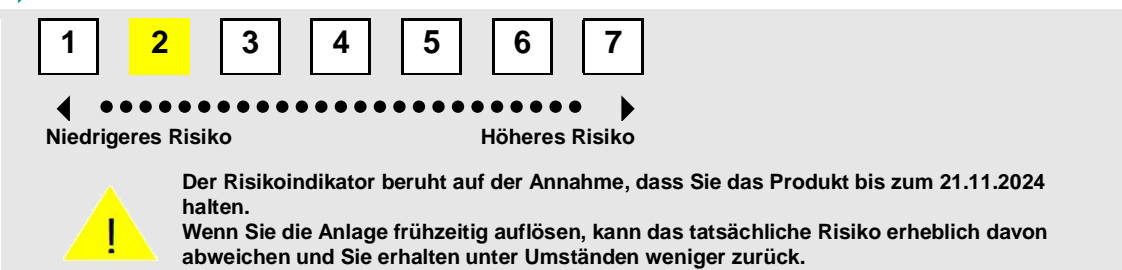 1 2 3 4 5 6 7
Niedrigeres Risiko Höheres Risiko
Der Risikoindikator beruht auf der Annahme, dass Sie das Produkt bis zum 21.11.2024
halten.
!
Wenn Sie die Anlage frühzeitig auflösen, kann das tatsächliche Risiko erheblich davon
abweichen und Sie erhalten unter Umständen weniger zurück.